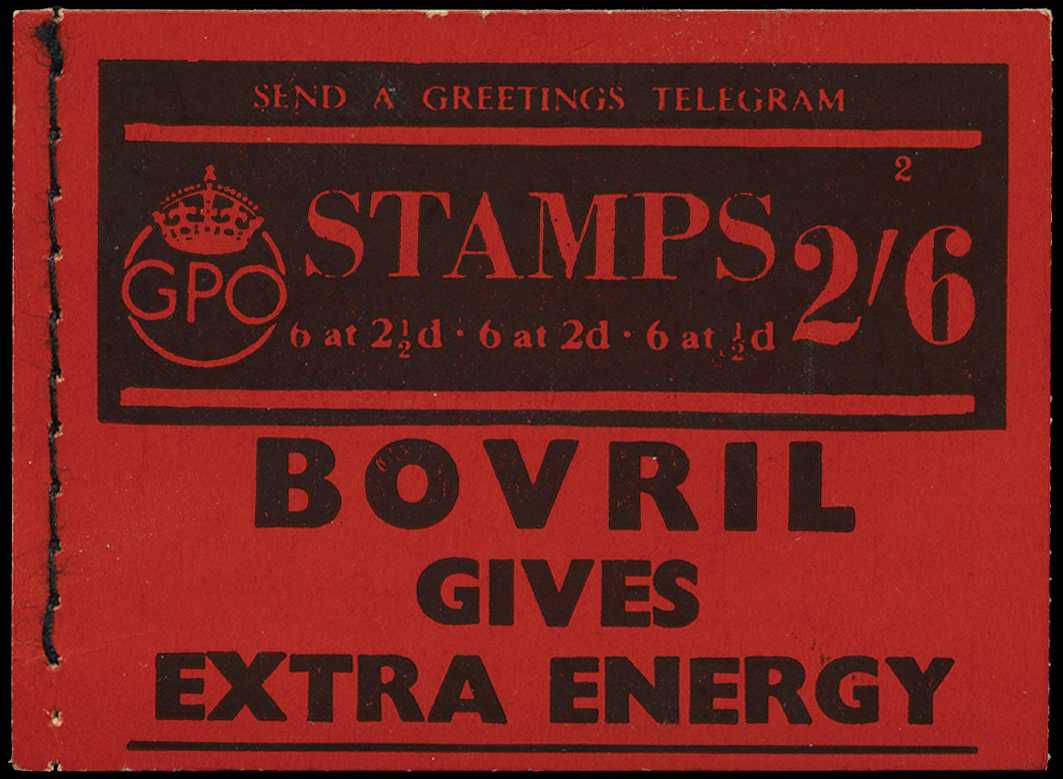 SEND A GREETINGS TELEGRAM
2
GPO
STAMPS 2/6
6 at 2½d · 6 at 2d · 6 at ½d
BOVRIL
GIVES
EXTRA ENERGY